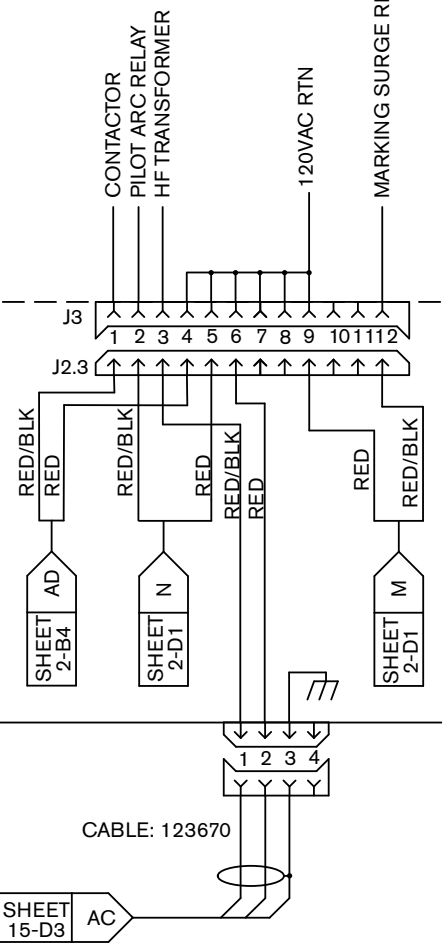 CONTACTOR
PILOT ARC RELAY
HF TRANSFORMER
120VAC RTN
MARKING SURGE
J3
1 2 3 4 5 6 7 8 9 10 11 12
J2.3
RED/BLK
RED
RED/BLK
RED
RED/BLK
RED
RED
RED/BLK
AD
SHEET
2-B4
N
SHEET
2-D1
M
SHEET
2-D1
1 2 3 4
CABLE: 123670
SHEET
15-D3
AC